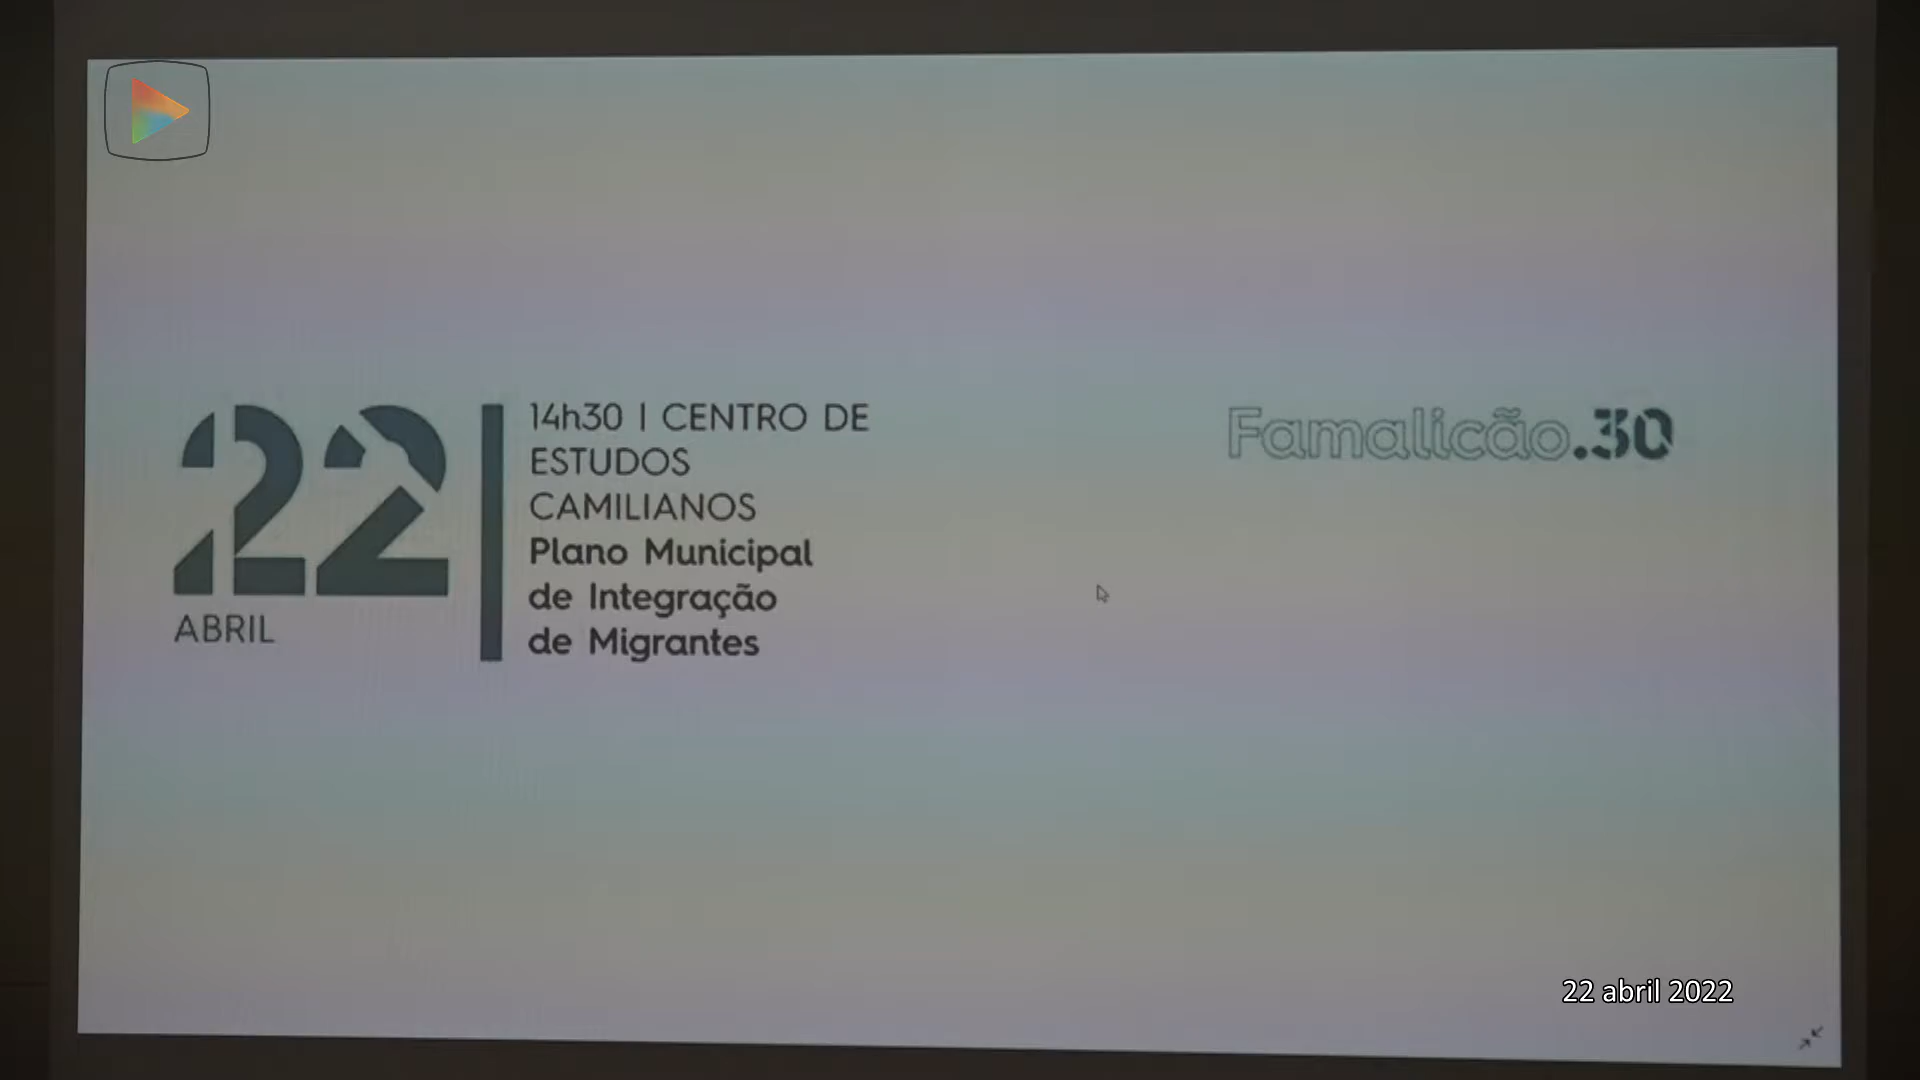 22
ABRIL
14h30 | CENTRO DE
ESTUDOS
CAMILIANOS
Plano Municipal
de Integração
de Migrantes
Famalicão.30
22 abril 2022